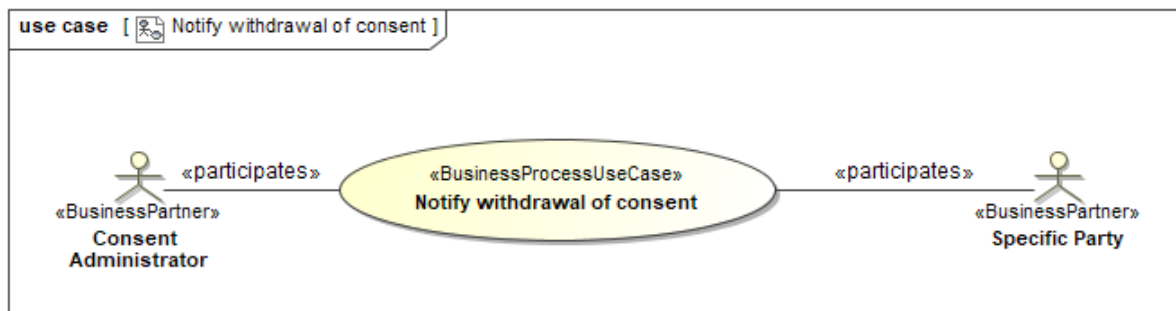 use case [ Notify withdrawal of consent ]
«participates»
«participates»
«BusinessProcessUseCase»
Notify withdrawal of consent
«BusinessPartner»
Consent
Administrator
«BusinessPartner»
Specific Party